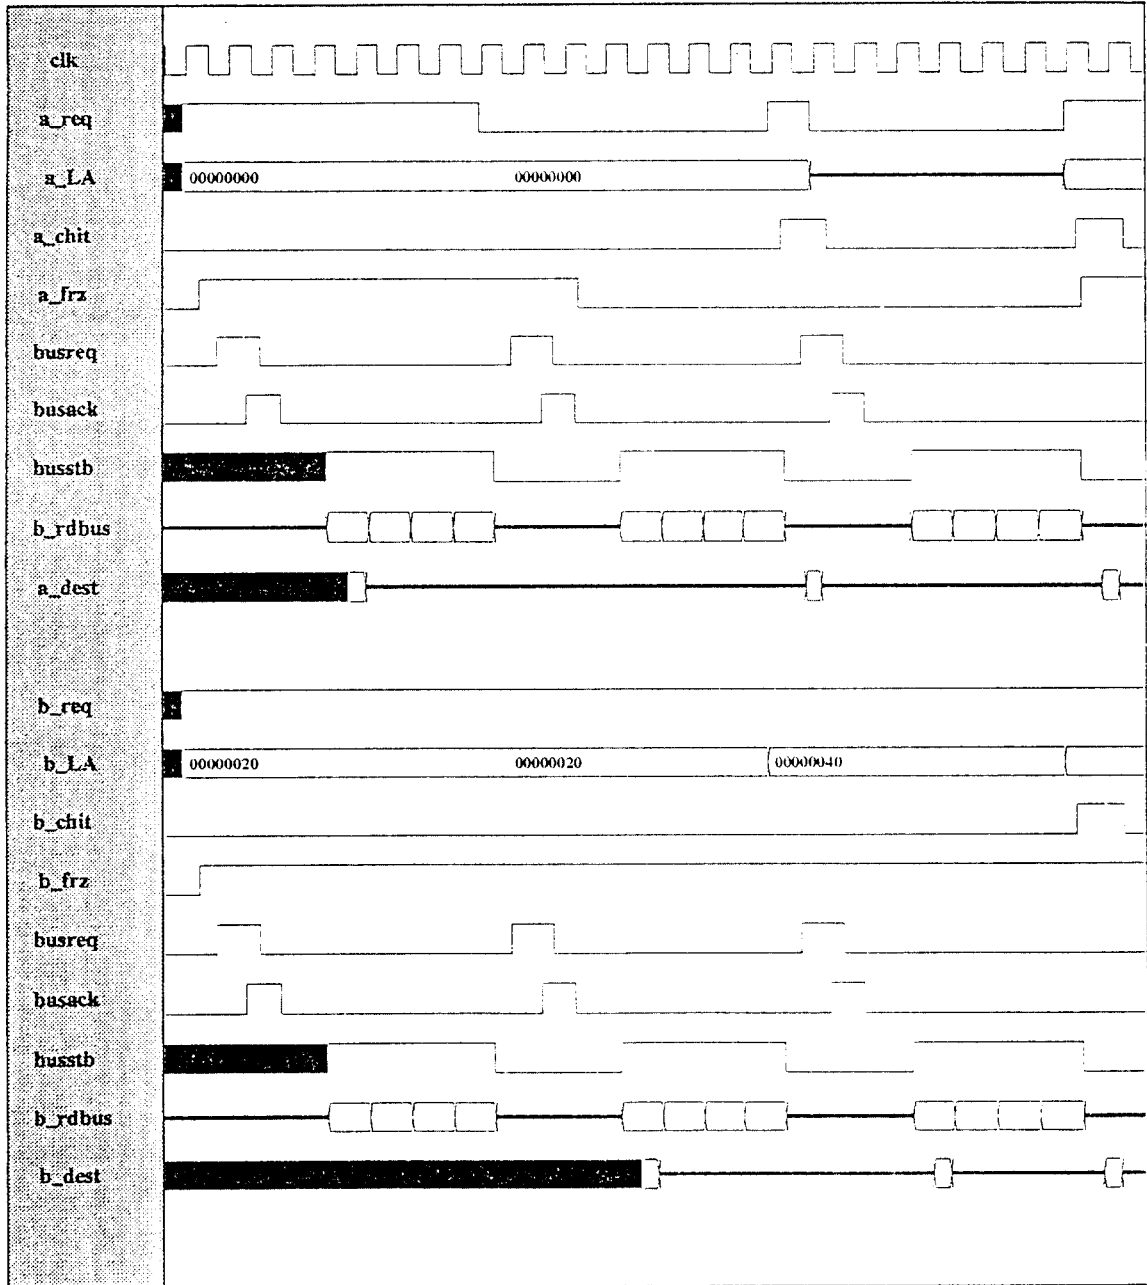 clk
a_req
a_LA 00000000 00000000
a_chit
a_frz
busreq
busack
busstb
b_rdbus
a_dest
b_req
b_LA 00000020 00000020 00000040
b_chit
b_frz
busreq
busack
busstb
b_rdbus
b_dest